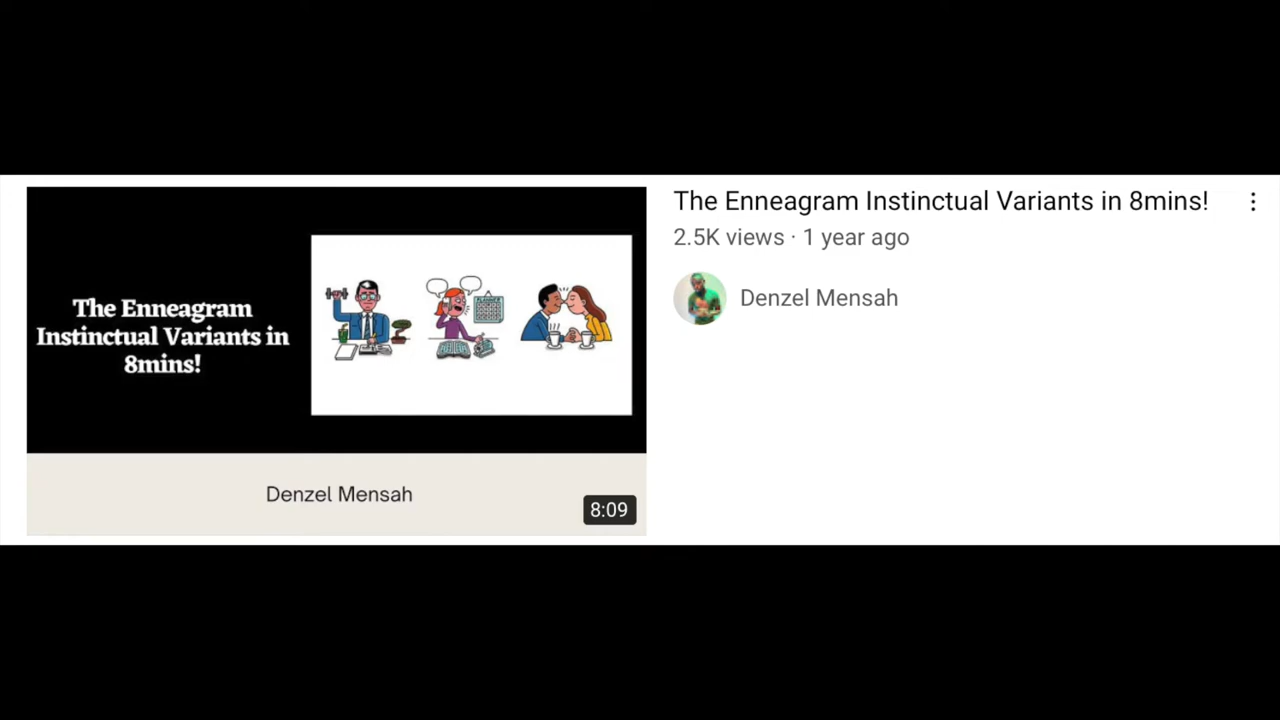 The Enneagram
Instinctual Variants in
8mins!
PLANNER
Denzel Mensah
8:09
The Enneagram Instinctual Variants in 8mins!
2.5K views · 1 year ago
Denzel Mensah